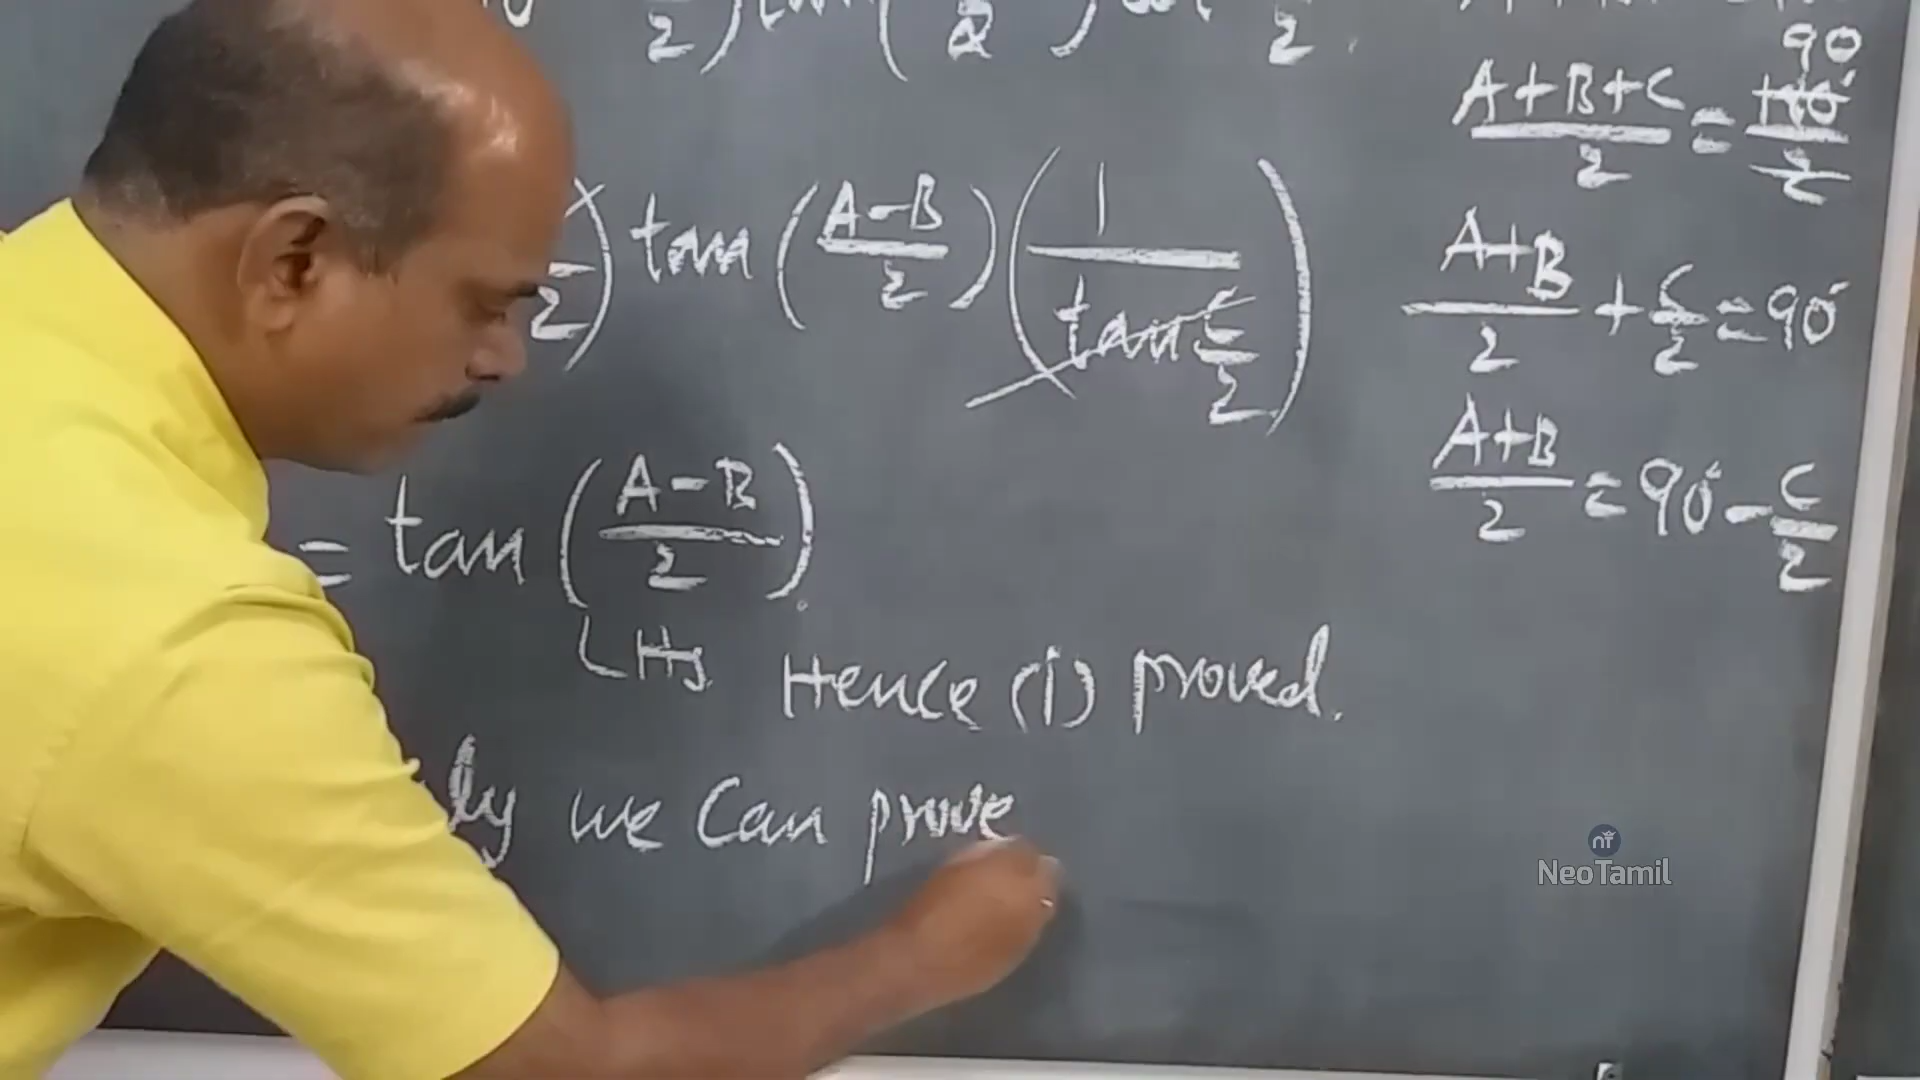 2) tan(2) 2.
2) tan(A-B/2)(1/tan C/2)
= tan(A-B/2).
LHS. Hence (i) proved.
ly we can prove
90
A+B+C/2 = 180°/2
A+B/2 + C/2 = 90°
A+B/2 = 90° - C/2
NeoTamil